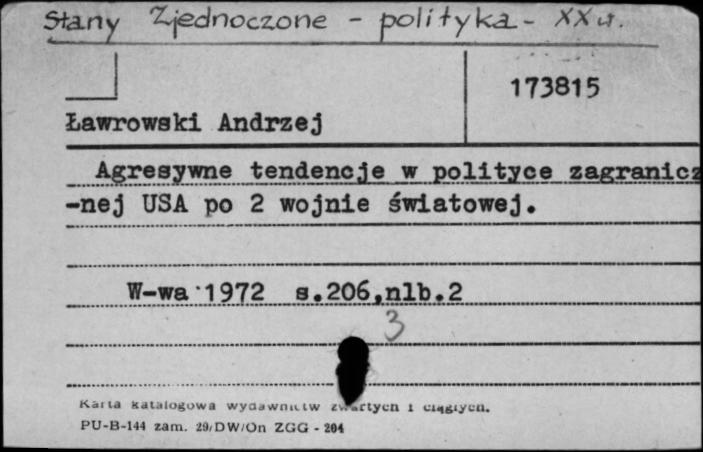 Stany Zjednoczone - polityka - XX w.
173815
Ławrowski Andrzej
Agresywne tendencje w polityce zagranicz
-nej USA po 2 wojnie światowej.
W-wa 1972 s.206,nlb.2
3
Karta katalogowa wydawnictw zwartych i ciągłych.
PU-B-144 zam. 29/DW/On ZGG - 204